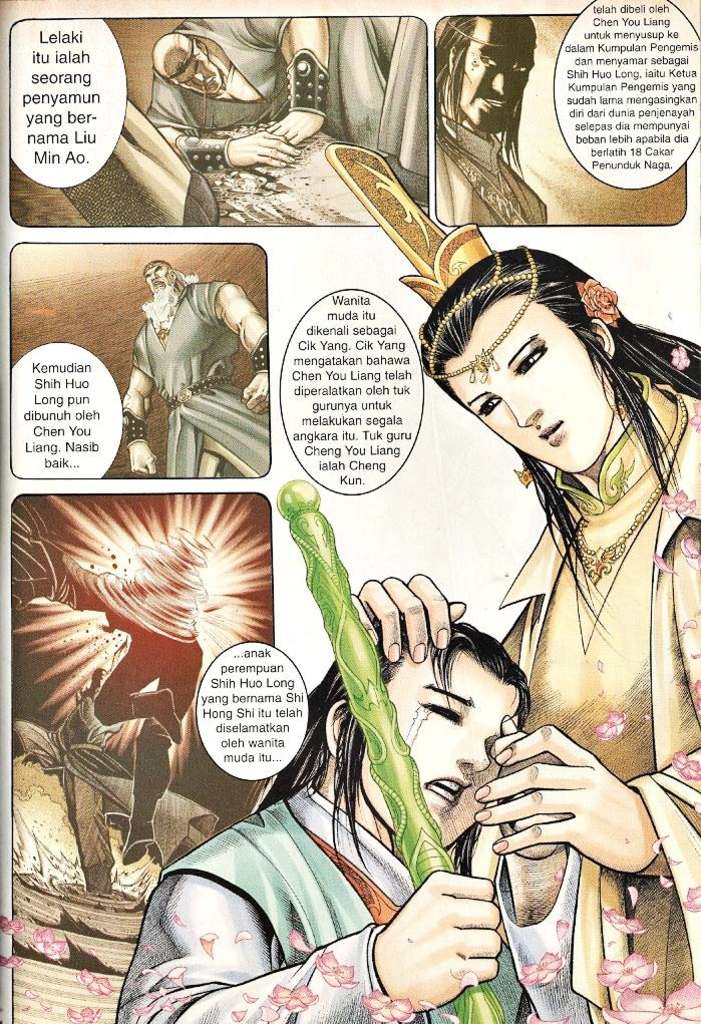 Lelaki
itu ialah
seorang
penyamun
yang ber-
nama Liu
Min Ao.
telah dibeli oleh
Chen You Liang
untuk menyusup ke
dalam Kumpulan Pengemis
dan menyamar sebagai
Shih Huo Long, iaitu Ketua
Kumpulan Pengemis yang
sudah lama mengasingkan
diri dari dunia penjenayah
selepas dia mempunyai
beban lebih apabila dia
berlatih 18 Cakar
Penunduk Naga.
Kemudian
Shih Huo
Long pun
dibunuh oleh
Chen You
Liang. Nasib
baik...
Wanita
muda itu
dikenali sebagai
Cik Yang. Cik Yang
mengatakan bahawa
Chen You Liang telah
diperalatkan oleh tuk
gurunya untuk
melakukan segala
angkara itu. Tuk guru
Cheng You Liang
ialah Cheng
Kun.
...anak
perempuan
Shih Huo Long
yang bernama Shi
Hong Shi itu telah
diselamatkan
oleh wanita
muda itu...